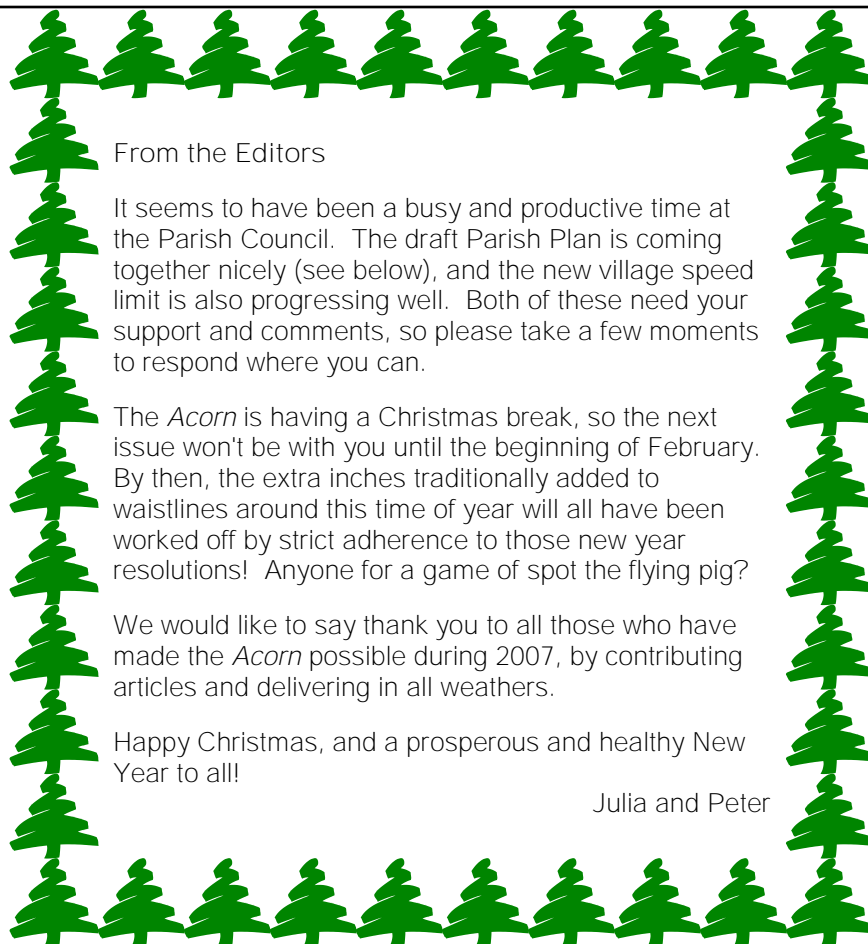 From the Editors
It seems to have been a busy and productive time at
the Parish Council.  The draft Parish Plan is coming
together nicely (see below), and the new village speed
limit is also progressing well.  Both of these need your
support and comments, so please take a few moments
to respond where you can.
The Acorn is having a Christmas break, so the next
issue won't be with you until the beginning of February.
By then, the extra inches traditionally added to
waistlines around this time of year will all have been
worked off by strict adherence to those new year
resolutions!  Anyone for a game of spot the flying pig?
We would like to say thank you to all those who have
made the Acorn possible during 2007, by contributing
articles and delivering in all weathers.
Happy Christmas, and a prosperous and healthy New
Year to all!
Julia and Peter